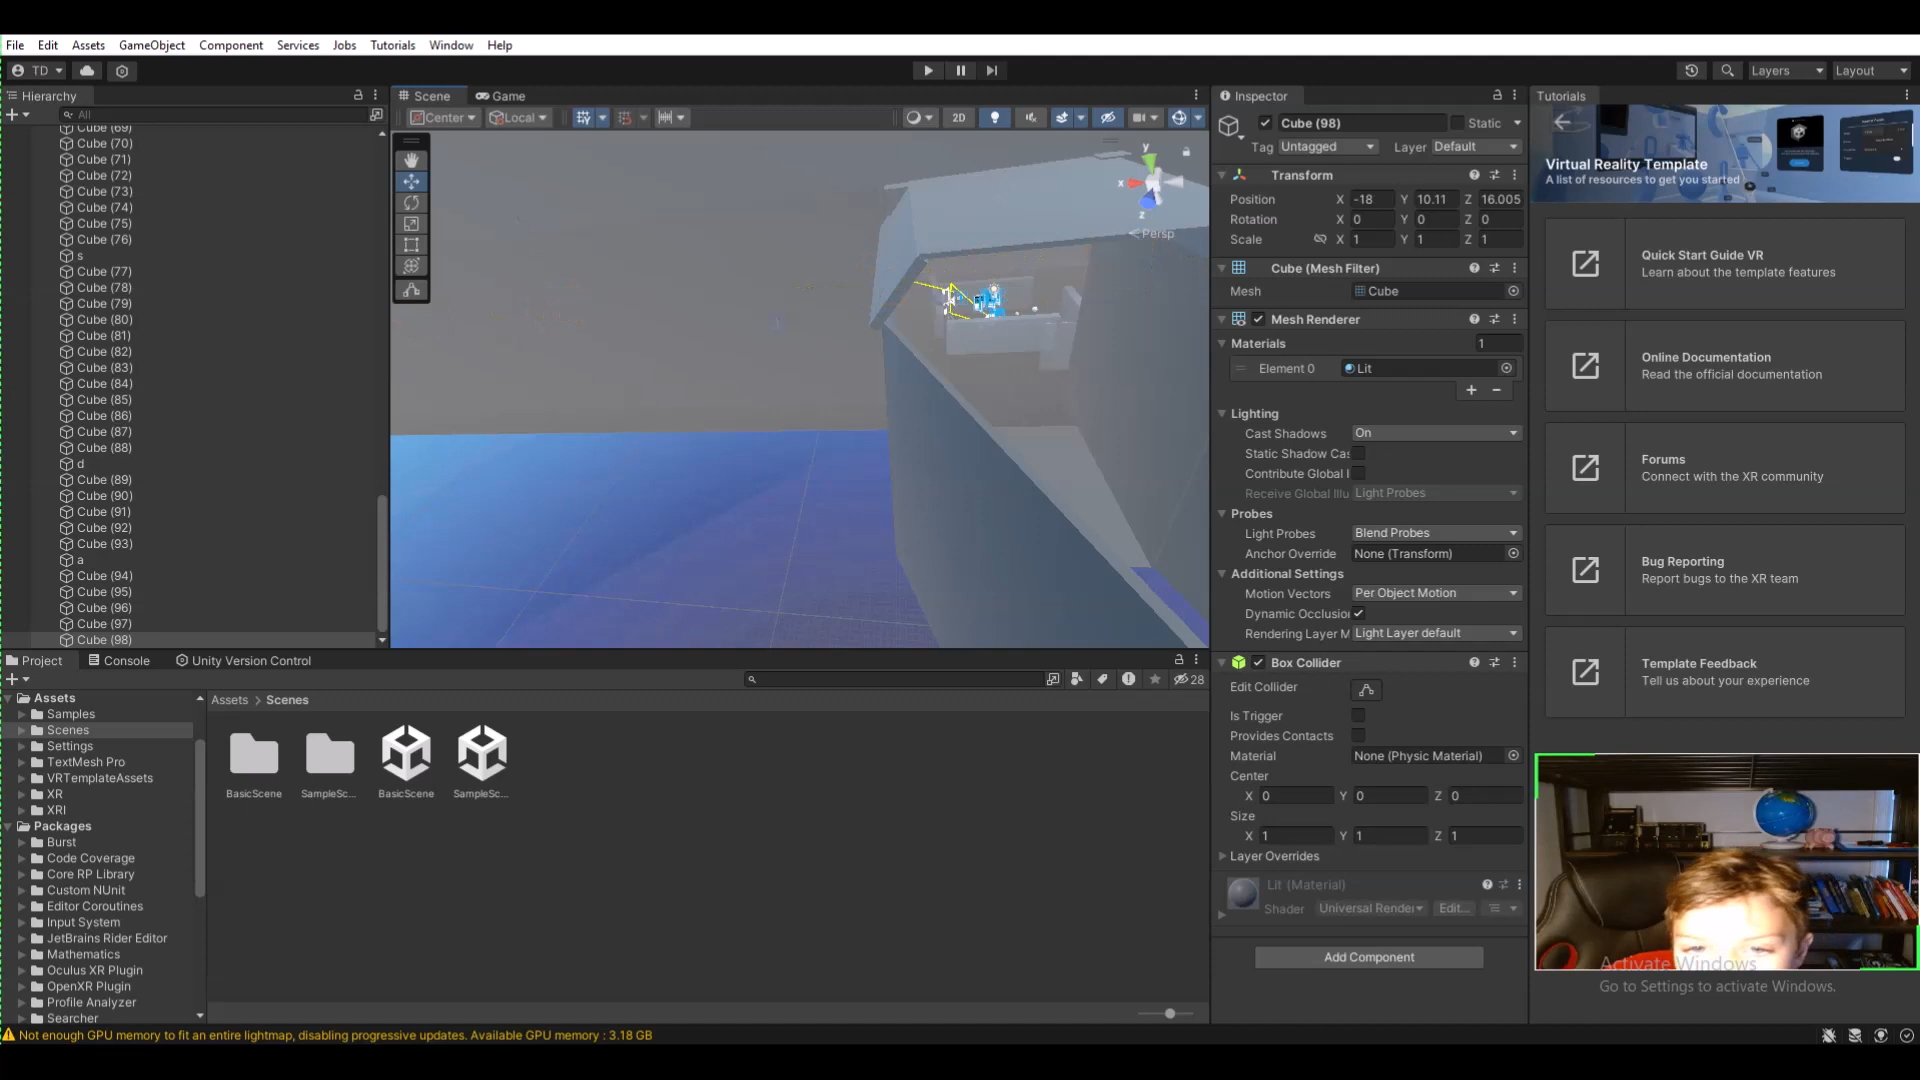 File Edit Assets GameObject Component Services Jobs Tutorials Window Help
TD Layers Layout
Hierarchy
All
Cube (69)
Cube (70)
Cube (71)
Cube (72)
Cube (73)
Cube (74)
Cube (75)
Cube (76)
s
Cube (77)
Cube (78)
Cube (79)
Cube (80)
Cube (81)
Cube (82)
Cube (83)
Cube (84)
Cube (85)
Cube (86)
Cube (87)
Cube (88)
d
Cube (89)
Cube (90)
Cube (91)
Cube (92)
Cube (93)
a
Cube (94)
Cube (95)
Cube (96)
Cube (97)
Cube (98)
Scene Game
Center Local 2D
y
x
z
Persp
Inspector
Cube (98) Static
Tag Untagged Layer Default
Transform
Position X -18 Y 10.11 Z 16.005
Rotation X 0 Y 0 Z 0
Scale X 1 Y 1 Z 1
Cube (Mesh Filter)
Mesh Cube
Mesh Renderer
Materials 1
Element 0 Lit
Lighting
Cast Shadows On
Static Shadow Cas
Contribute Global I
Receive Global Illu Light Probes
Probes
Light Probes Blend Probes
Anchor Override None (Transform)
Additional Settings
Motion Vectors Per Object Motion
Dynamic Occlusio
Rendering Layer M Light Layer default
Box Collider
Edit Collider
Is Trigger
Provides Contacts
Material None (Physic Material)
Center
X 0 Y 0 Z 0
Size
X 1 Y 1 Z 1
Layer Overrides
Lit (Material)
Shader Universal Render Edit...
Add Component
Tutorials
Virtual Reality Template
A list of resources to get you started
Quick Start Guide VR
Learn about the template features
Online Documentation
Read the official documentation
Forums
Connect with the XR community
Bug Reporting
Report bugs to the XR team
Template Feedback
Tell us about your experience
Project Console Unity Version Control
28
Assets
Samples
Scenes
Settings
TextMesh Pro
VRTemplateAssets
XR
XRI
Packages
Burst
Code Coverage
Core RP Library
Custom NUnit
Editor Coroutines
Input System
JetBrains Rider Editor
Mathematics
Oculus XR Plugin
OpenXR Plugin
Profile Analyzer
Searcher
Assets > Scenes
BasicScene SampleSc... BasicScene SampleSc...
Activate Windows
Go to Settings to activate Windows.
Not enough GPU memory to fit an entire lightmap, disabling progressive updates. Available GPU memory : 3.18 GB